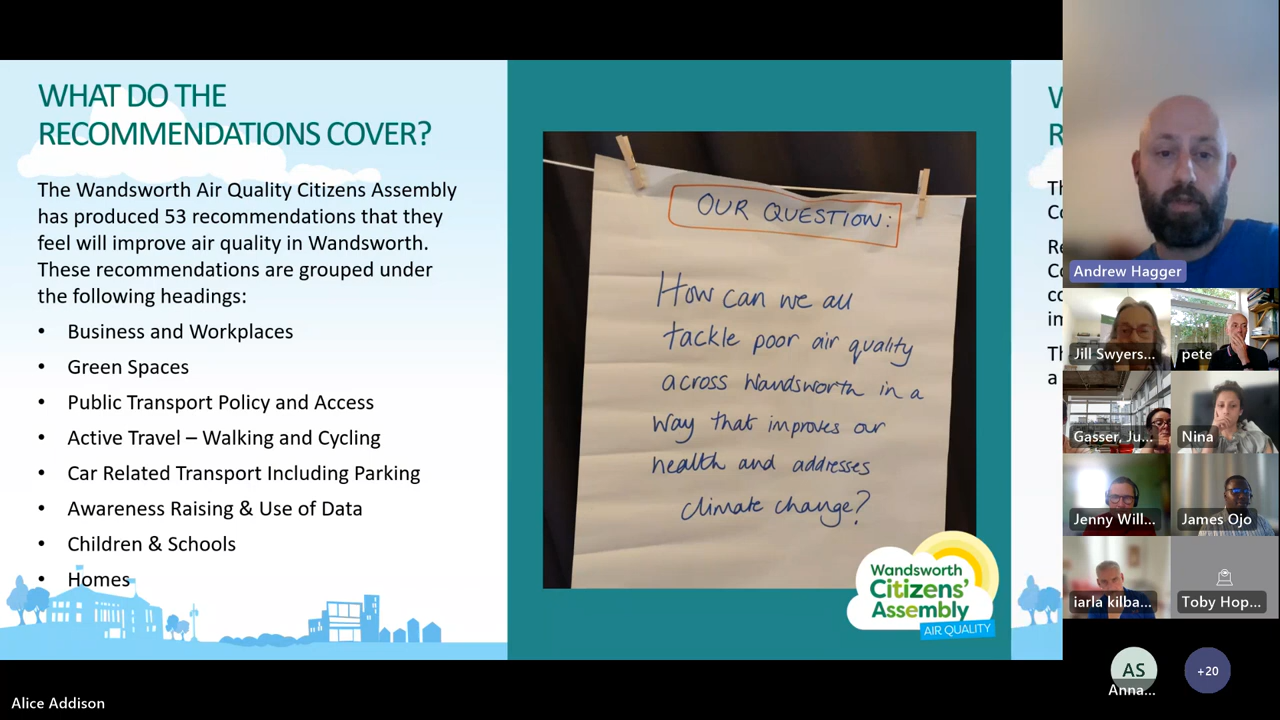 WHAT DO THE
RECOMMENDATIONS COVER?
The Wandsworth Air Quality Citizens Assembly
has produced 53 recommendations that they
feel will improve air quality in Wandsworth.
These recommendations are grouped under
the following headings:
• Business and Workplaces
• Green Spaces
• Public Transport Policy and Access
• Active Travel – Walking and Cycling
• Car Related Transport Including Parking
• Awareness Raising & Use of Data
• Children & Schools
• Homes
OUR QUESTION:
How can we all
tackle poor air quality
across Wandsworth in a
way that improves our
health and addresses
climate change?
Wandsworth
Citizens'
Assembly
AIR QUALITY
Andrew Hagger
Jill Swyers...
pete
Gasser, Ju...
Nina
Jenny Will...
James Ojo
iarla kilba...
Toby Hop...
AS
Anna...
+20
Alice Addison